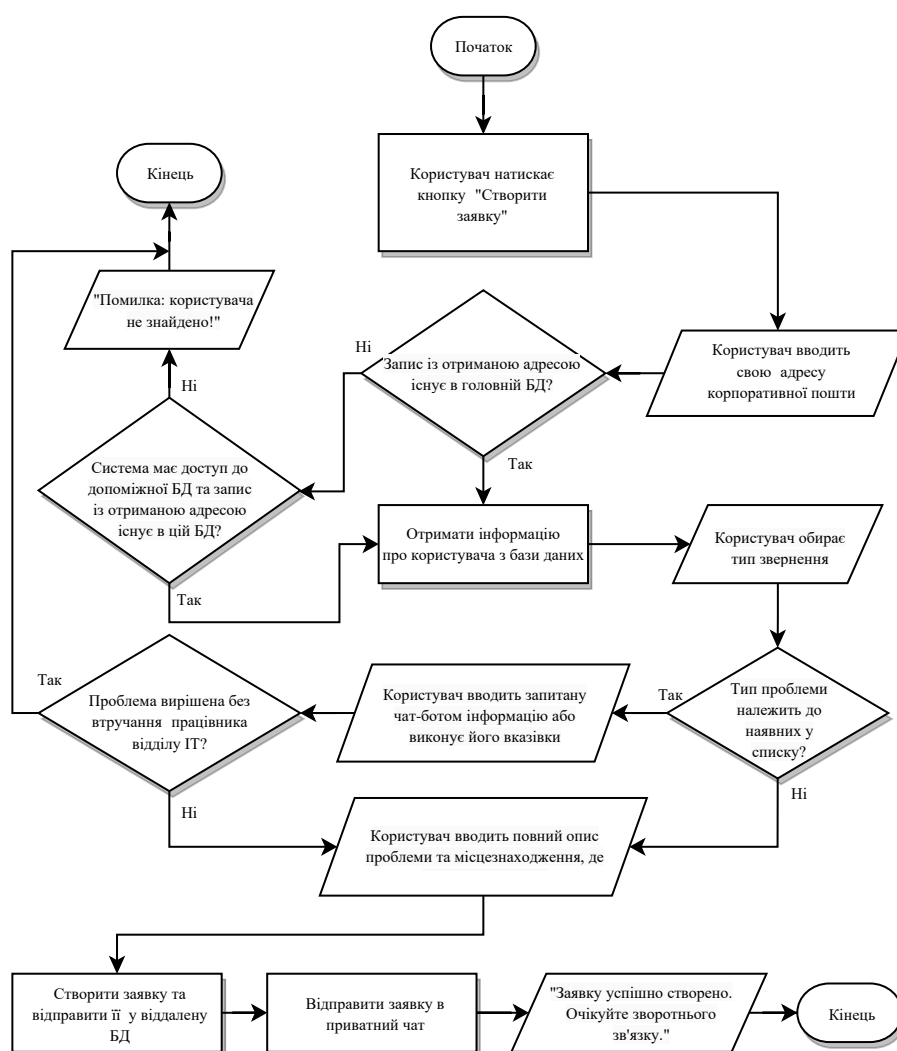 Початок
Кінець
Користувач натискає
кнопку "Створити
заявку"
"Помилка: користувача
не знайдено!"
Ні
Запис із отриманою адресою
існує в головній БД?
Користувач вводить
свою адресу
корпоративної пошти
Ні
Так
Система має доступ до
допоміжної БД та запис
із отриманою адресою
існує в цій БД?
Отримати інформацію
про користувача з бази даних
Користувач обирає
тип звернення
Так
Так
Проблема вирішена без
втручання працівника
відділу ІТ?
Користувач вводить запитану
чат-ботом інформацію або
виконує його вказівки
Так
Тип проблеми
належить до
наявних у
списку?
Ні
Ні
Користувач вводить повний опис
проблеми та місцезнаходження, де
Створити заявку та
відправити її у віддалену
БД
Відправити заявку в
приватний чат
"Заявку успішно створено.
Очікуйте зворотнього
зв'язку."
Кінець